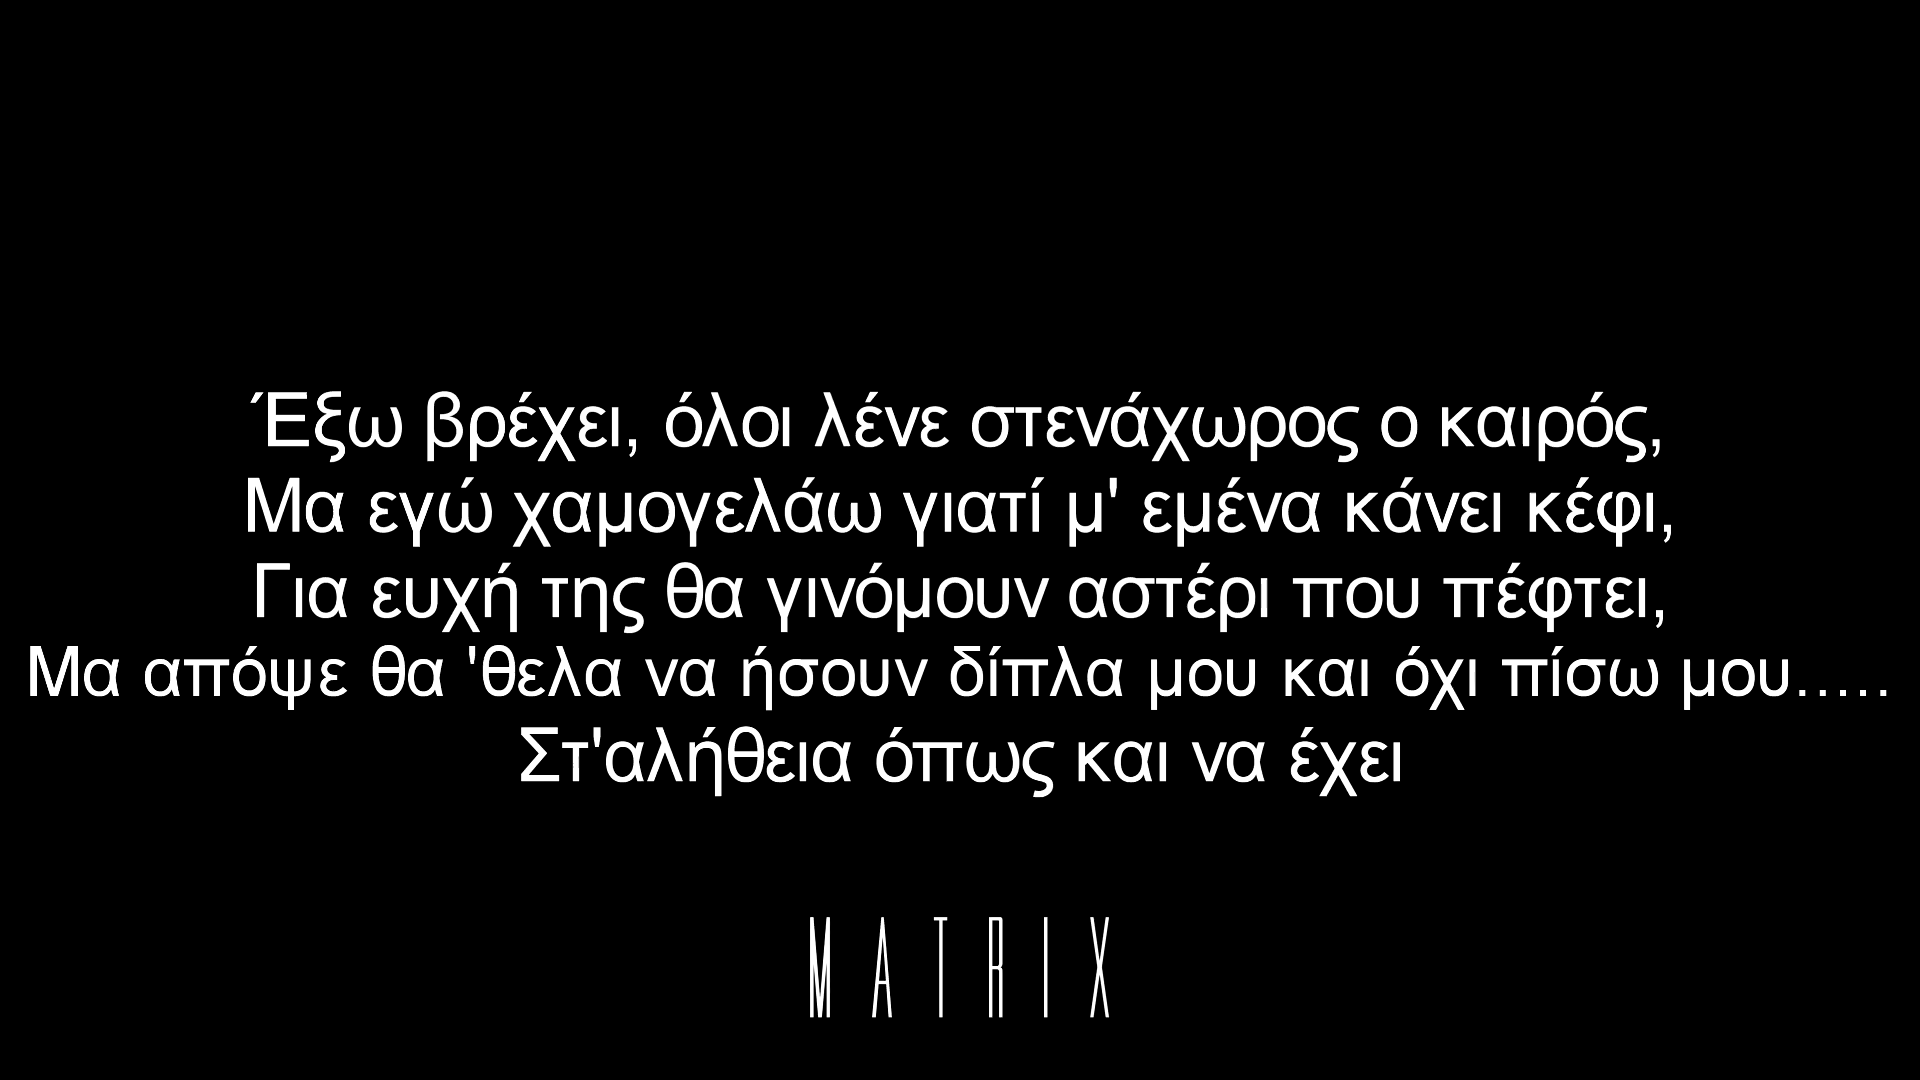 Έξω βρέχει, όλοι λένε στενάχωρος ο καιρός,
Μα εγώ χαμογελάω γιατί μ' εμένα κάνει κέφι,
Για ευχή της θα γινόμουν αστέρι που πέφτει,
Μα απόψε θα 'θελα να ήσουν δίπλα μου και όχι πίσω μου.....
Στ'αλήθεια όπως και να έχει
MATRIX